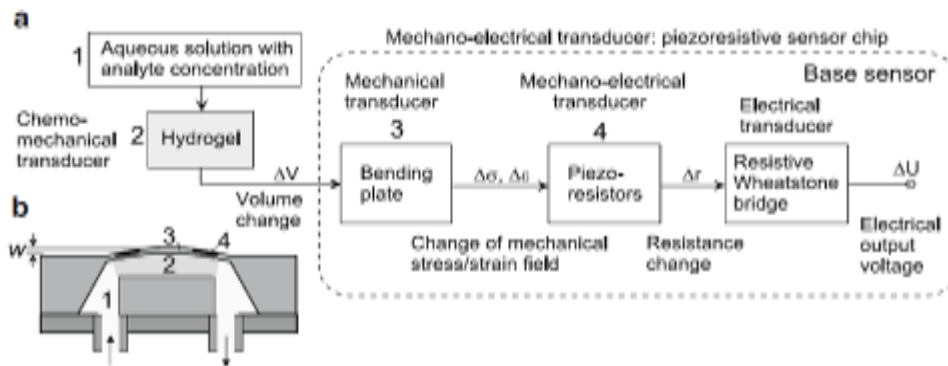 a
1
Aqueous solution with
analyte concentration
Chemo-
mechanical
transducer
2
Hydrogel
ΔV
Volume
change
Mechano-electrical transducer: piezoresistive sensor chip
Base sensor
Mechanical
transducer
3
Bending
plate
Δσ, Δε
Change of mechanical
stress/strain field
Mechano-electrical
transducer
4
Piezo-
resistors
Δr
Resistance
change
Electrical
transducer
Resistive
Wheatstone
bridge
ΔU
Electrical
output
voltage
b
w
3
4
2
1